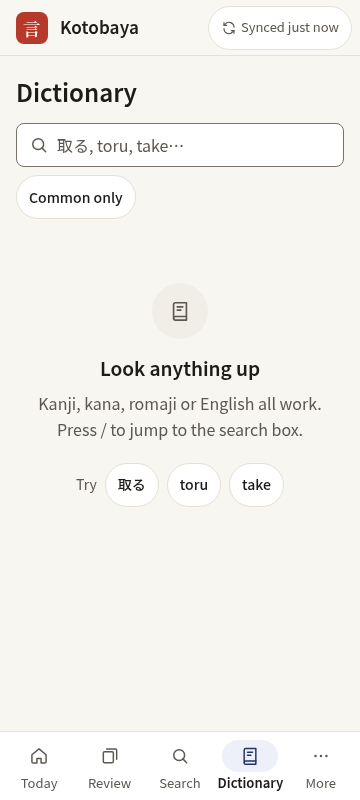 言 Kotobaya
Synced just now
Dictionary
取る, toru, take…
Common only
Look anything up
Kanji, kana, romaji or English all work.
Press / to jump to the search box.
Try 取る toru take
Today Review Search Dictionary More